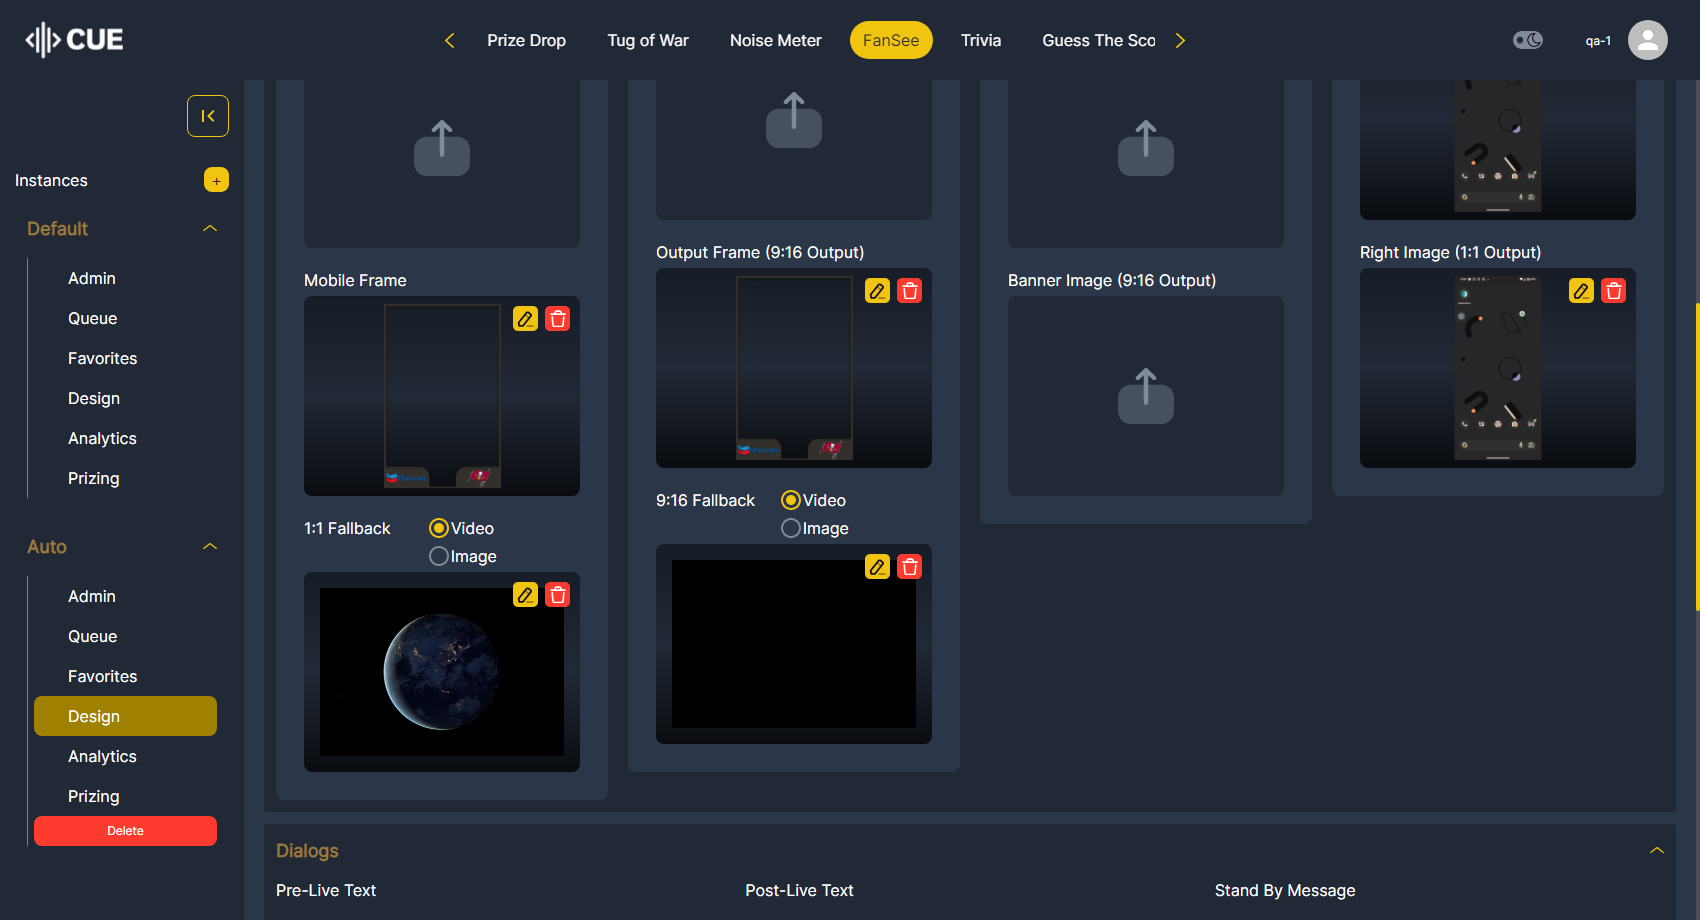 CUE
Prize Drop
Tug of War
Noise Meter
FanSee
Trivia
Guess The Sco
qa-1
Instances
+
Default
Admin
Queue
Favorites
Design
Analytics
Prizing
Auto
Admin
Queue
Favorites
Design
Analytics
Prizing
Delete
Mobile Frame
1:1 Fallback
Video
Image
Output Frame (9:16 Output)
9:16 Fallback
Video
Image
Banner Image (9:16 Output)
Right Image (1:1 Output)
Dialogs
Pre-Live Text
Post-Live Text
Stand By Message